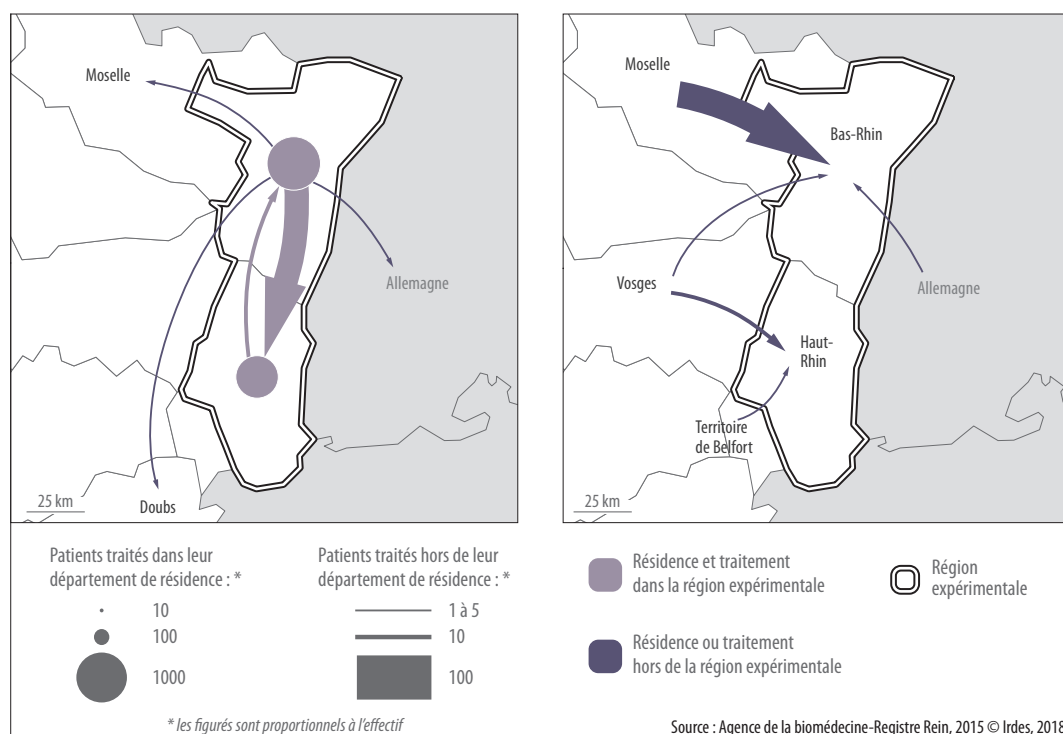 Moselle
Allemagne
Doubs
25 km
Moselle
Bas-Rhin
Vosges
Allemagne
Haut-
Rhin
Territoire
de Belfort
25 km
Patients traités dans leur
département de résidence : *
10
100
1000
Patients traités hors de leur
département de résidence : *
1 à 5
10
100
* les figurés sont proportionnels à l'effectif
Résidence et traitement
dans la région expérimentale
Résidence ou traitement
hors de la région expérimentale
Région
expérimentale
Source : Agence de la biomédecine-Registre Rein, 2015 © Irdes, 2018